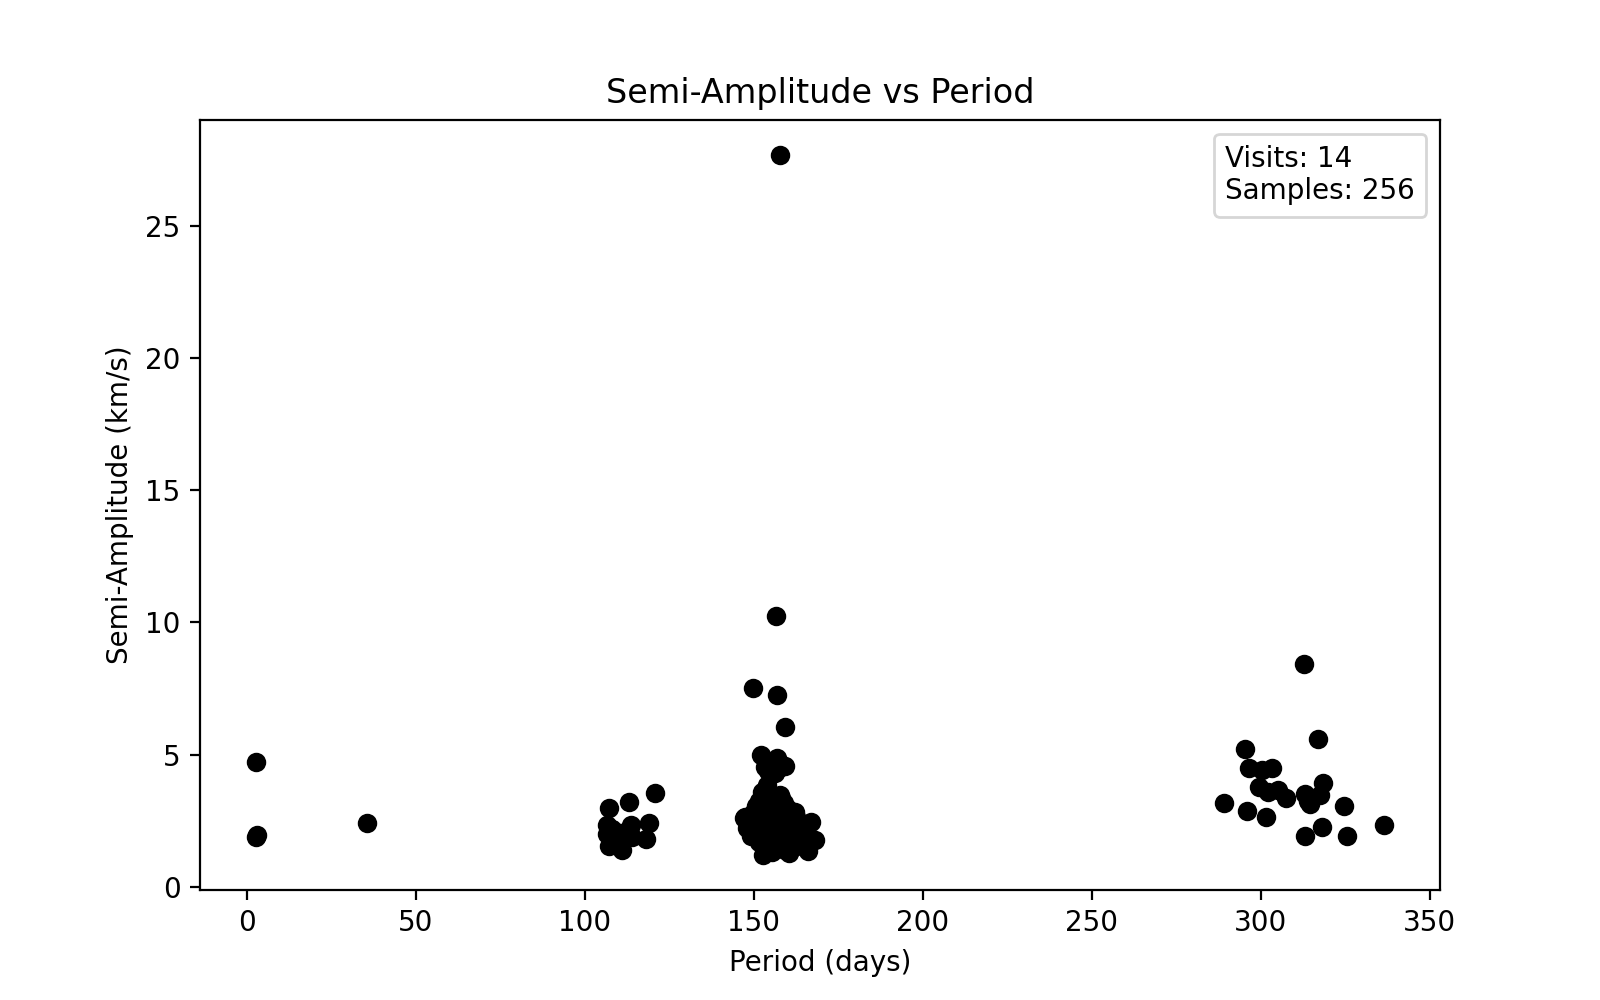 Semi-Amplitude vs Period
Visits: 14
Samples: 256
25
20
15
10
5
0
Semi-Amplitude (km/s)
0 50 100 150 200 250 300 350
Period (days)